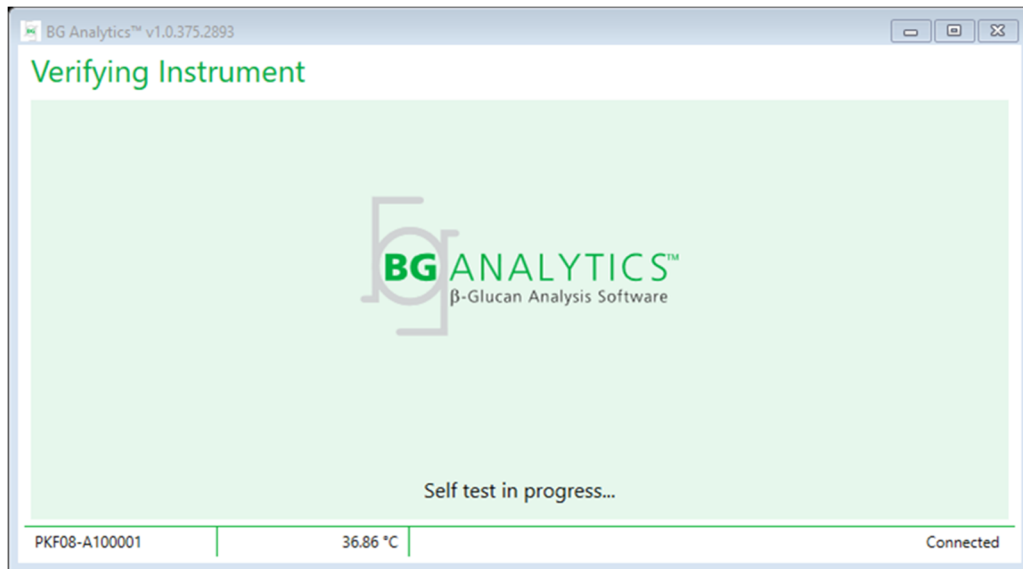 BG Analytics™ v1.0.375.2893
Verifying Instrument
BG ANALYTICS™
β-Glucan Analysis Software
Self test in progress...
PKF08-A100001 36.86 °C Connected